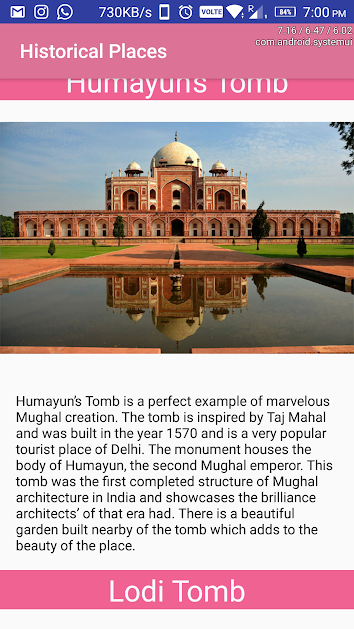 730KB/s VOLTE R 84% 7:00 PM
7:16 / 6:47 / 6:02
com.android.systemui
Historical Places
Humayuns Tomb
Humayun's Tomb is a perfect example of marvelous
Mughal creation. The tomb is inspired by Taj Mahal
and was built in the year 1570 and is a very popular
tourist place of Delhi. The monument houses the
body of Humayun, the second Mughal emperor. This
tomb was the first completed structure of Mughal
architecture in India and showcases the brilliance
architects' of that era had. There is a beautiful
garden built nearby of the tomb which adds to the
beauty of the place.
Lodi Tomb